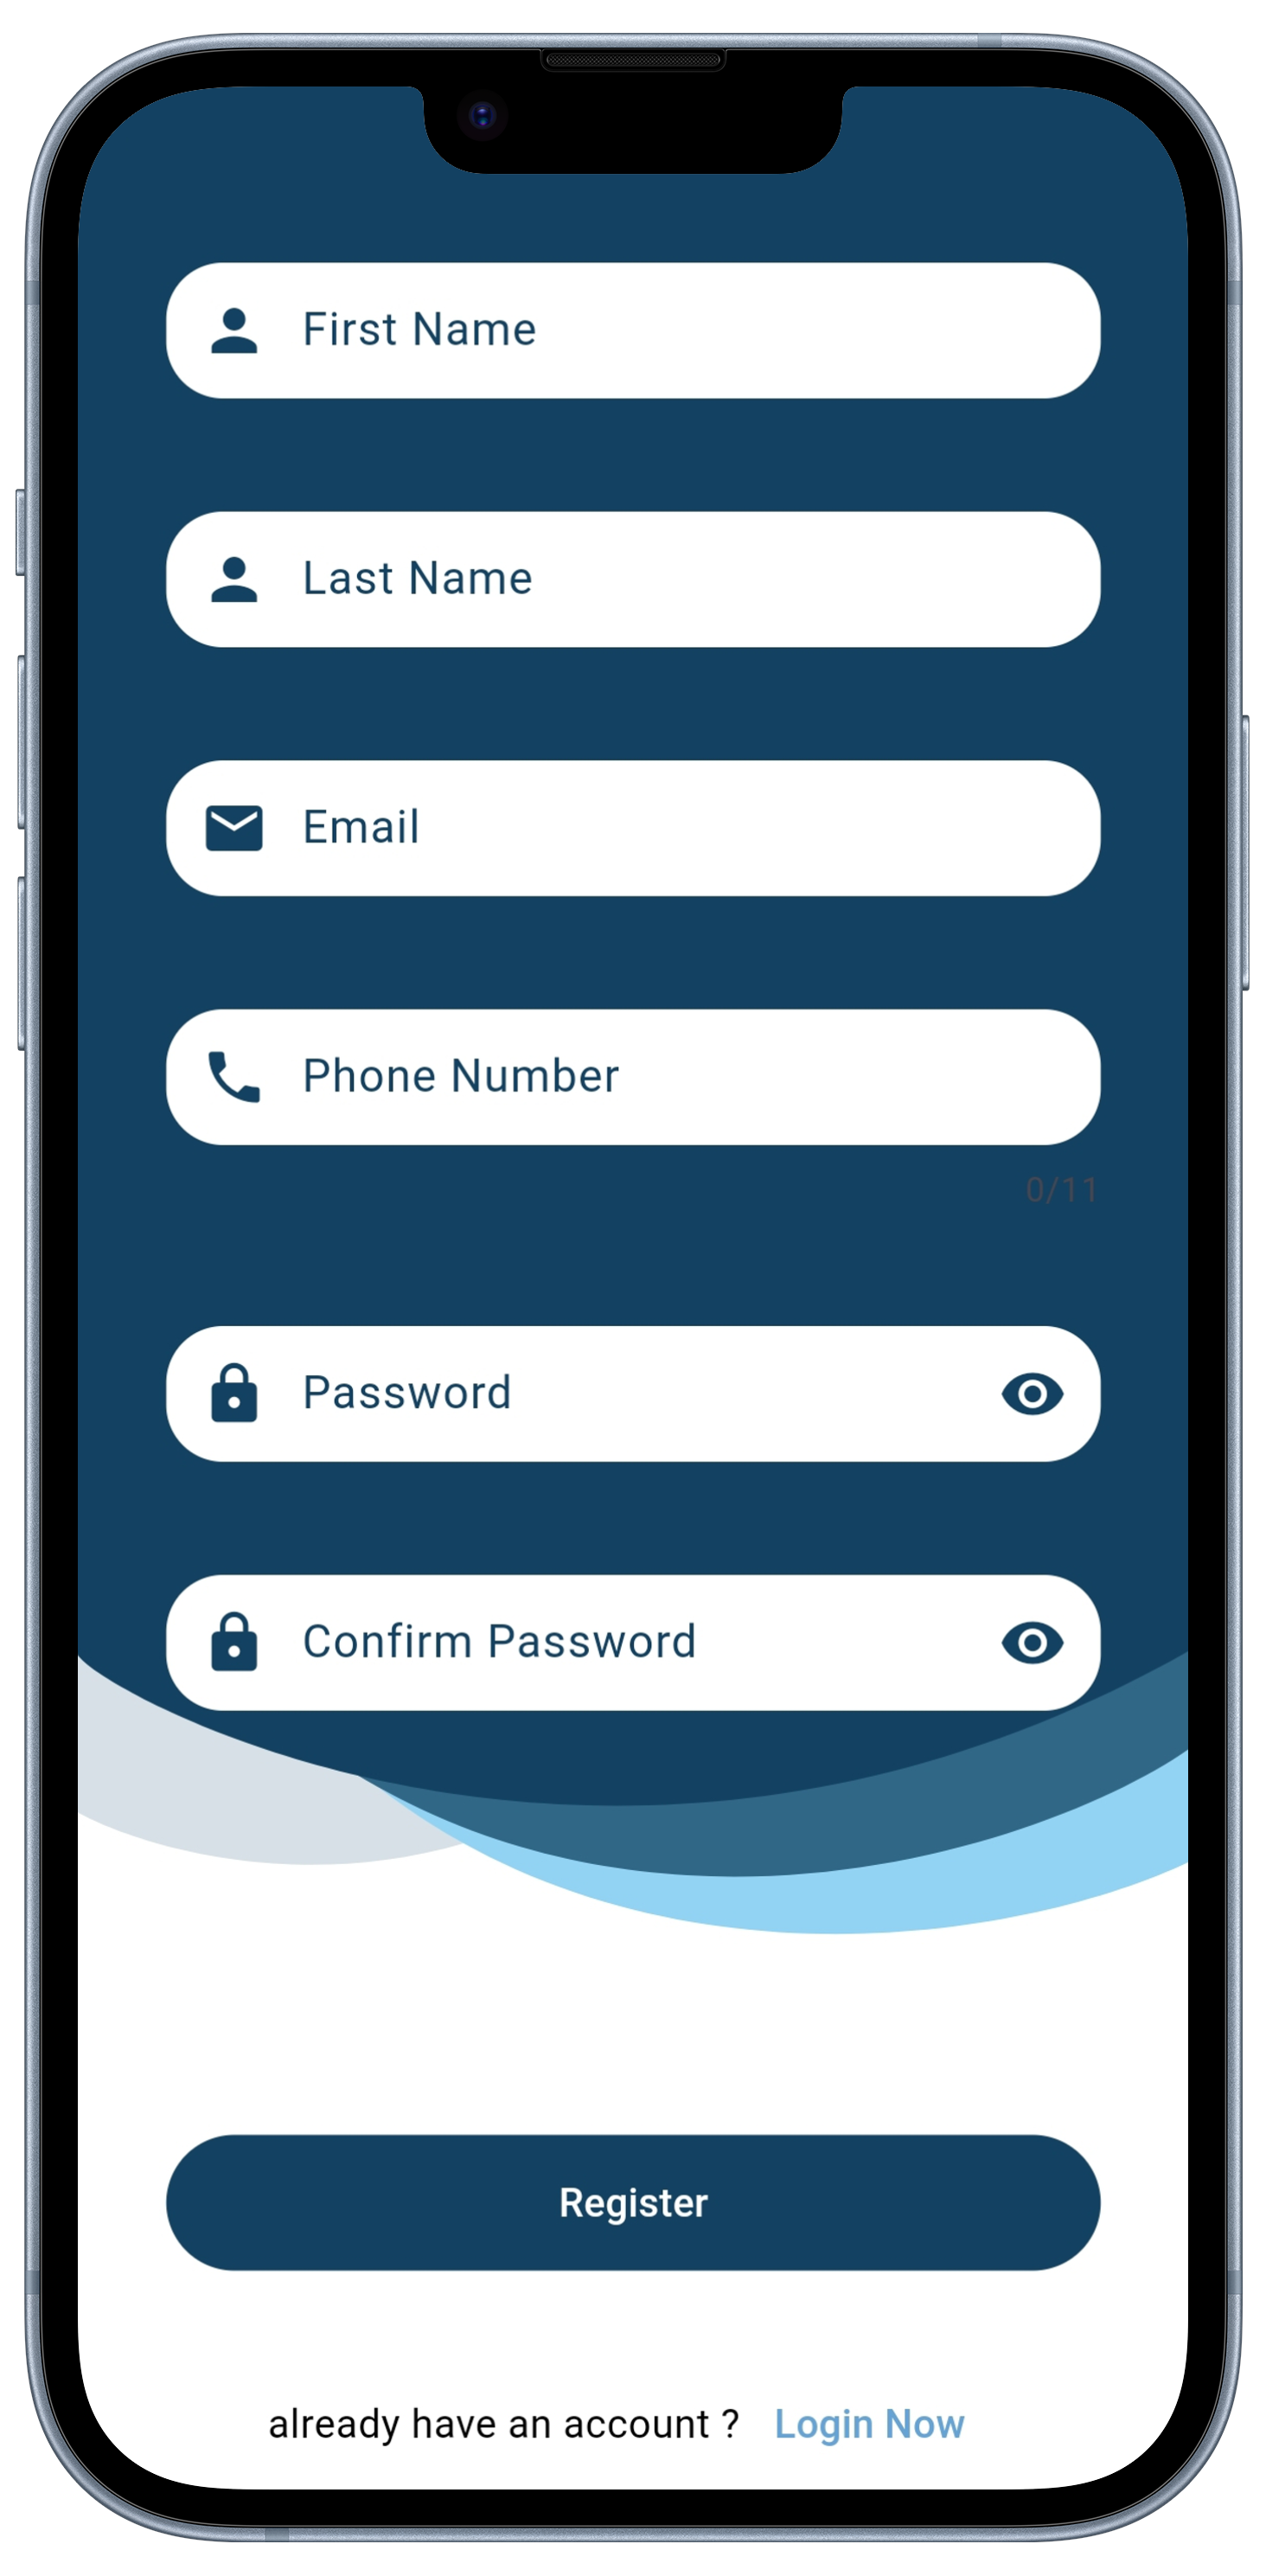 First Name
Last Name
Email
Phone Number
0/11
Password
Confirm Password
Register
already have an account ? Login Now